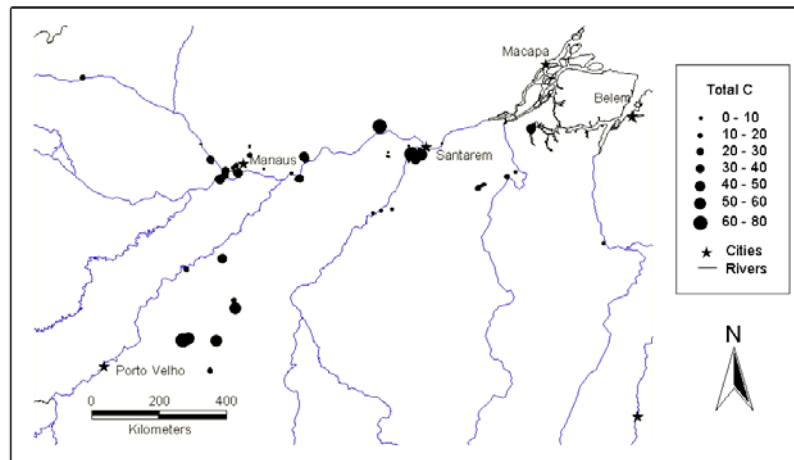 Macapa
Belem
Manaus
Santarem
Porto Velho
0 200 400
Kilometers
Total C
0 - 10
10 - 20
20 - 30
30 - 40
40 - 50
50 - 60
60 - 80
Cities
Rivers
N